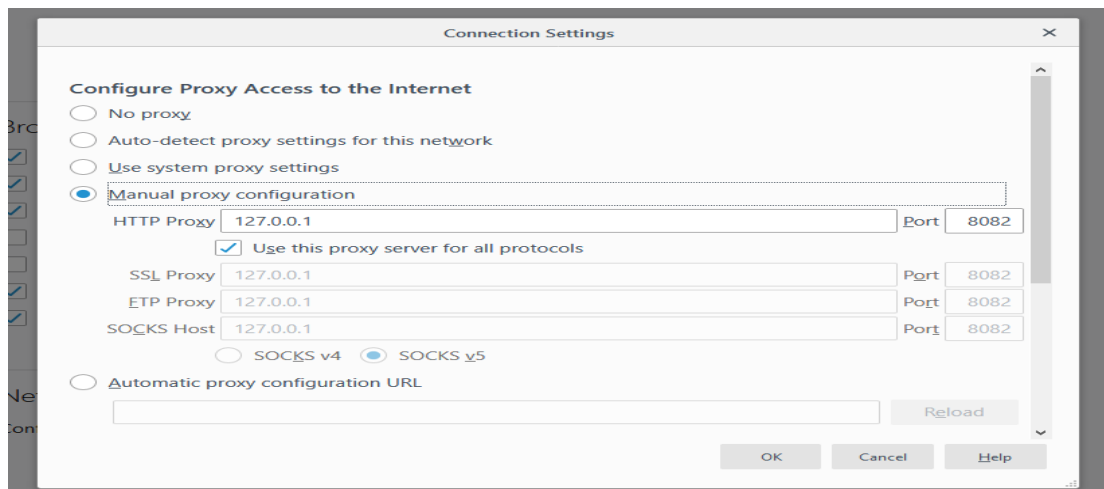 Connection Settings
Configure Proxy Access to the Internet
No proxy
Auto-detect proxy settings for this network
Use system proxy settings
Manual proxy configuration
HTTP Proxy 127.0.0.1 Port 8082
Use this proxy server for all protocols
SSL Proxy 127.0.0.1 Port 8082
FTP Proxy 127.0.0.1 Port 8082
SOCKS Host 127.0.0.1 Port 8082
SOCKS v4 SOCKS v5
Automatic proxy configuration URL
Reload
OK Cancel Help